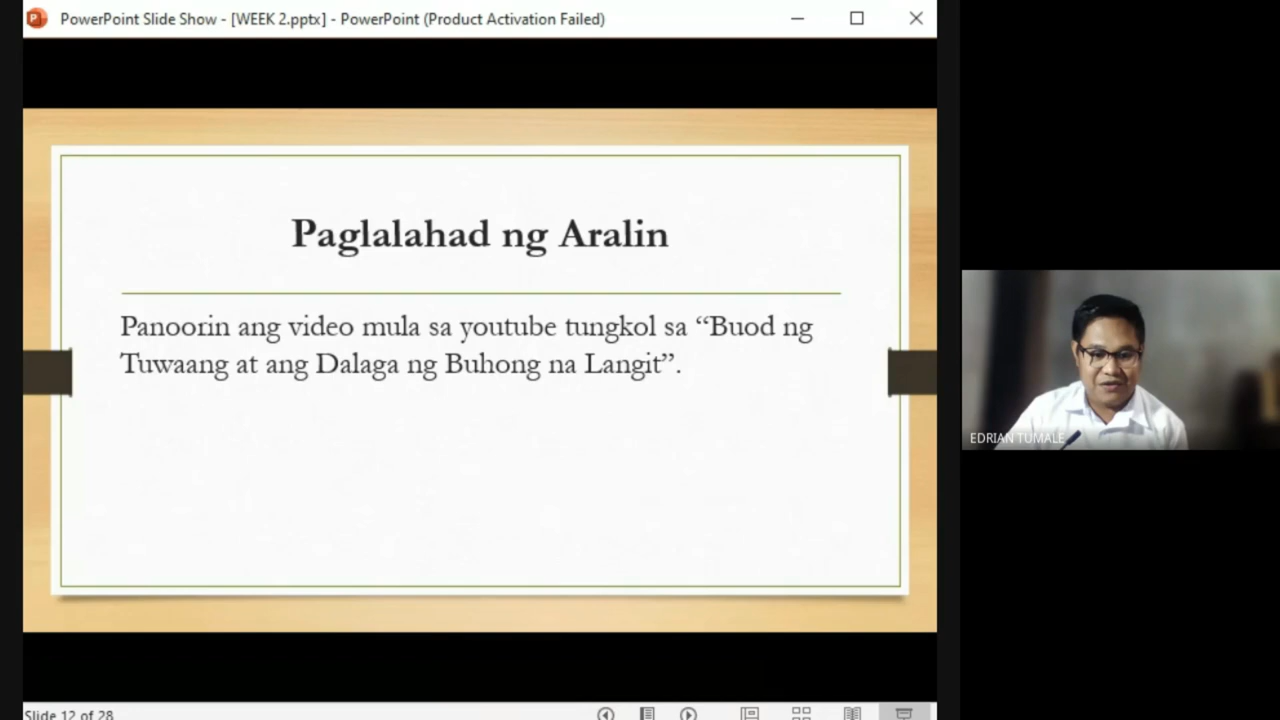 PowerPoint Slide Show - [WEEK 2.pptx] - PowerPoint (Product Activation Failed)
Paglalahad ng Aralin
Panoorin ang video mula sa youtube tungkol sa “Buod ng
Tuwaang at ang Dalaga ng Buhong na Langit”.
EDRIAN TUMALE
Slide 12 of 28